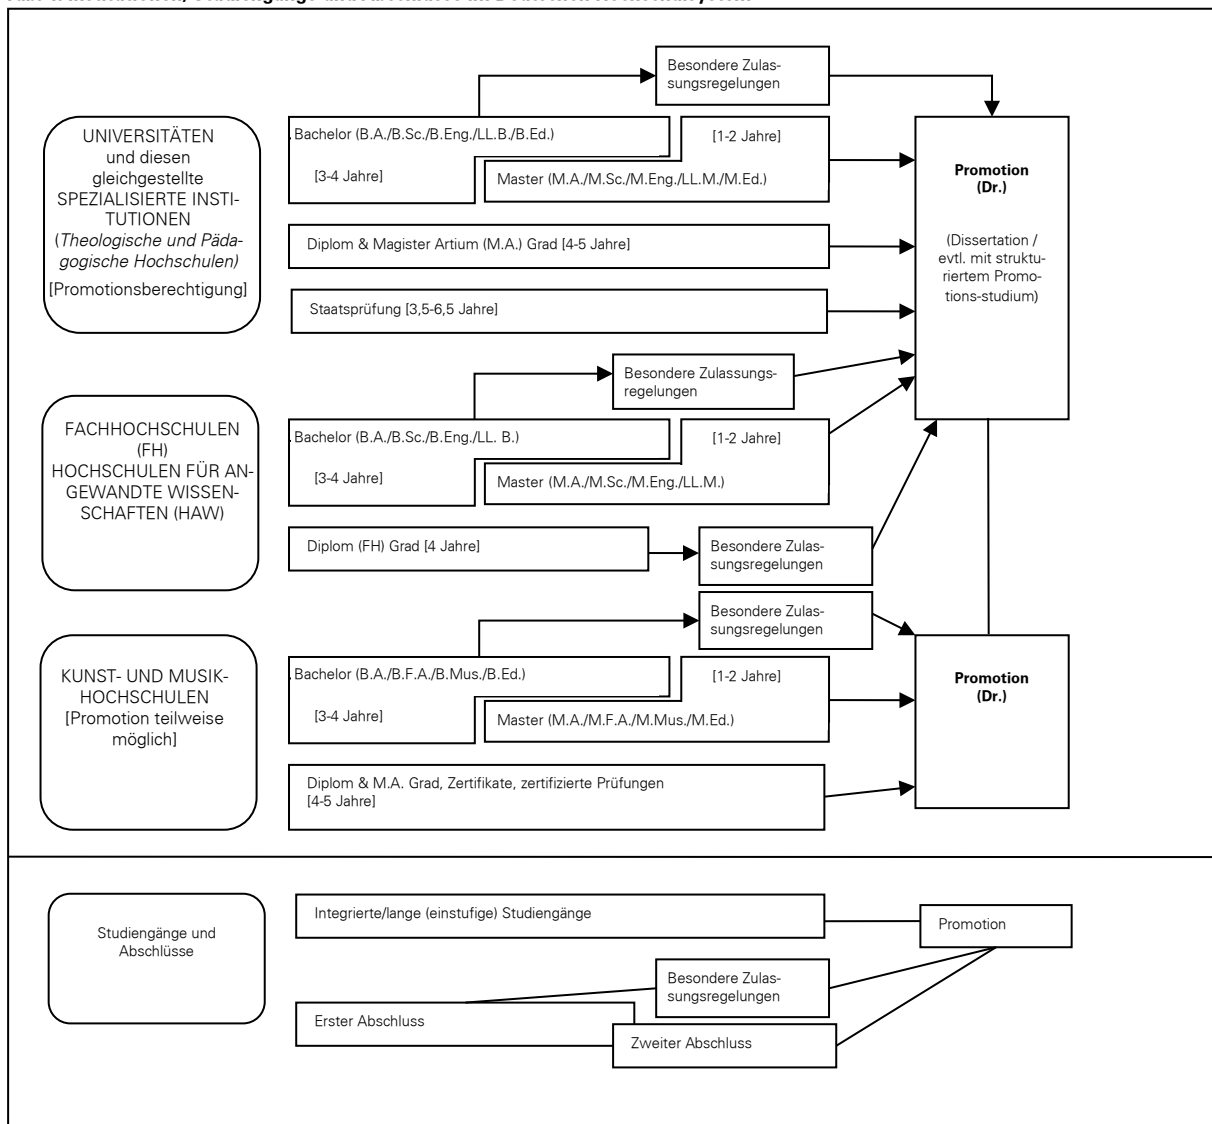 Besondere Zulas-
sungsregelungen
UNIVERSITÄTEN
und diesen
gleichgestellte
SPEZIALISIERTE INSTI-
TUTIONEN
(Theologische und Päda-
gogische Hochschulen)
[Promotionsberechtigung]
Bachelor (B.A./B.Sc./B.Eng./LL.B./B.Ed.)
[3-4 Jahre]
[1-2 Jahre]
Master (M.A./M.Sc./M.Eng./LL.M./M.Ed.)
Diplom & Magister Artium (M.A.) Grad [4-5 Jahre]
Staatsprüfung [3,5-6,5 Jahre]
Promotion
(Dr.)
(Dissertation /
evtl. mit struktu-
riertem Promo-
tions-studium)
Besondere Zulassungs-
regelungen
FACHHOCHSCHULEN
(FH)
HOCHSCHULEN FÜR AN-
GEWANDTE WISSEN-
SCHAFTEN (HAW)
Bachelor (B.A./B.Sc./B.Eng./LL. B.)
[3-4 Jahre]
[1-2 Jahre]
Master (M.A./M.Sc./M.Eng./LL.M.)
Diplom (FH) Grad [4 Jahre]
Besondere Zulas-
sungsregelungen
Besondere Zulas-
sungsregelungen
KUNST- UND MUSIK-
HOCHSCHULEN
[Promotion teilweise
möglich]
Bachelor (B.A./B.F.A./B.Mus./B.Ed.)
[3-4 Jahre]
[1-2 Jahre]
Master (M.A./M.F.A./M.Mus./M.Ed.)
Diplom & M.A. Grad, Zertifikate, zertifizierte Prüfungen
[4-5 Jahre]
Promotion
(Dr.)
Studiengänge und
Abschlüsse
Integrierte/lange (einstufige) Studiengänge
Promotion
Besondere Zulas-
sungsregelungen
Erster Abschluss
Zweiter Abschluss